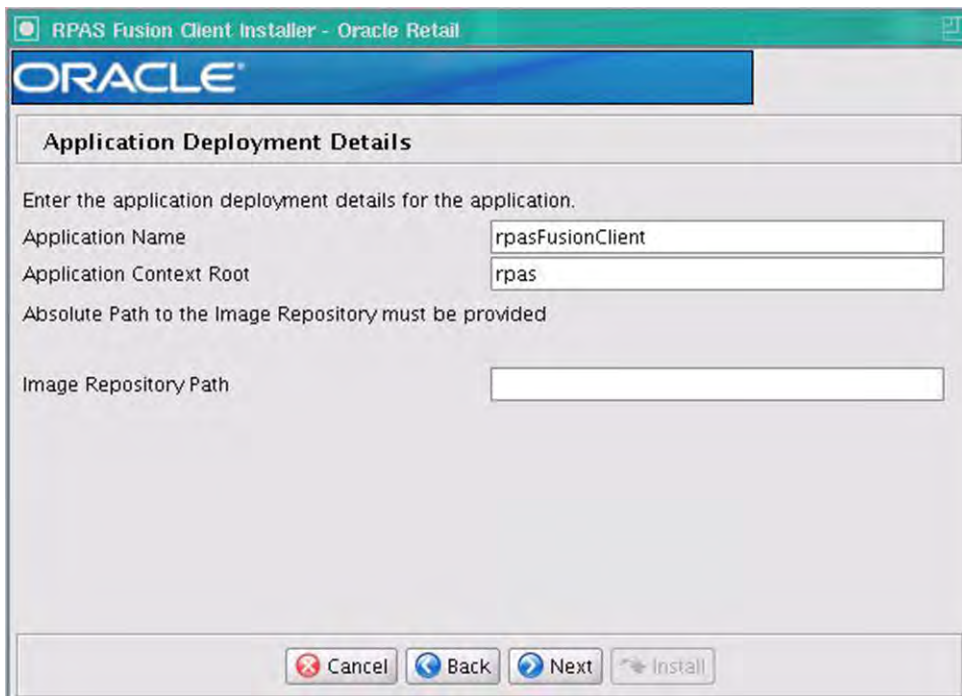 RPAS Fusion Client Installer - Oracle Retail
ORACLE®
Application Deployment Details
Enter the application deployment details for the application.
Application Name rpasFusionClient
Application Context Root rpas
Absolute Path to the Image Repository must be provided
Image Repository Path
Cancel Back Next Install